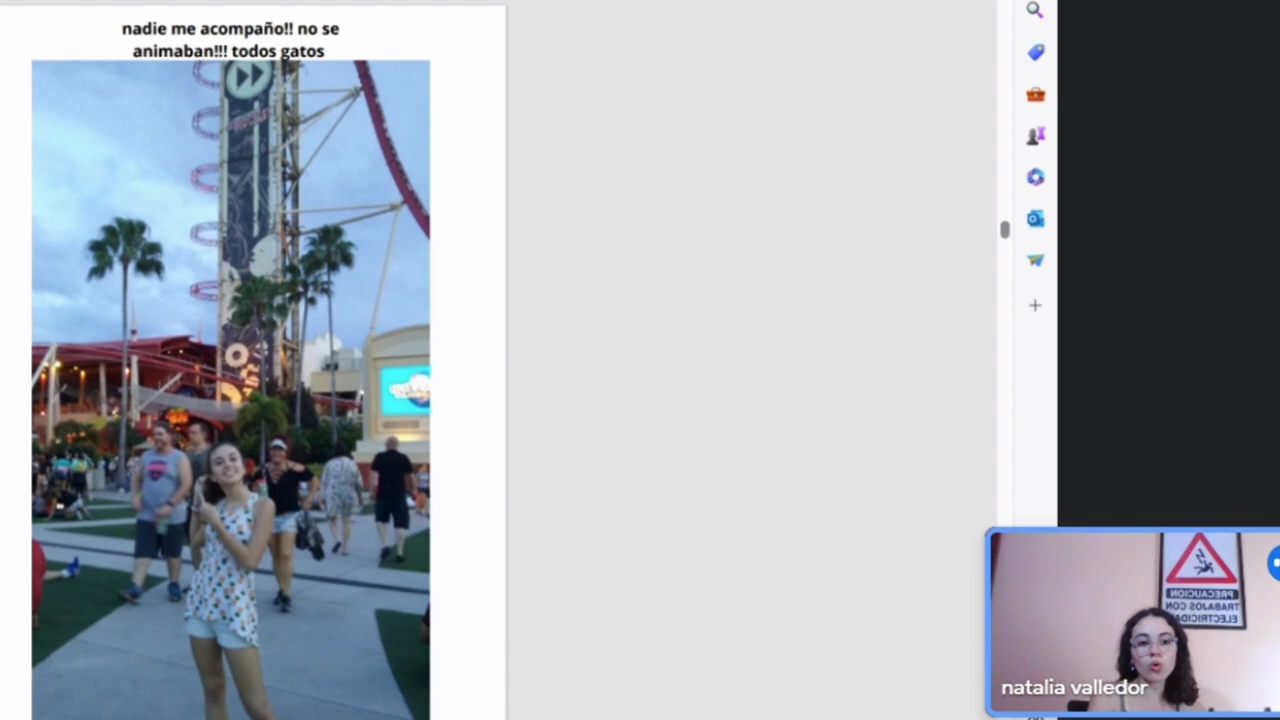 nadie me acompaño!! no se
animaban!!! todos gatos
PRECAUCION
TRABAJOS CON
ELECTRICIDAD
natalia valledor